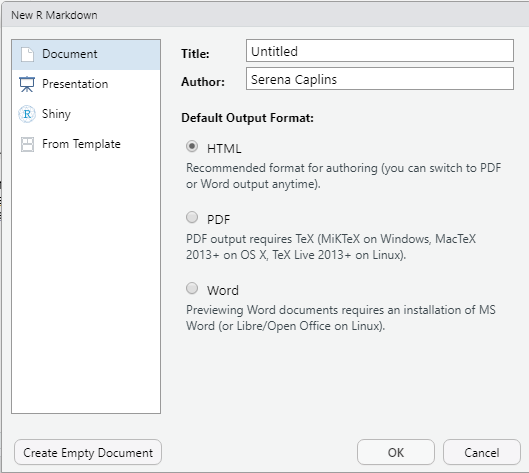 New R Markdown
Document
Presentation
Shiny
From Template
Title: Untitled
Author: Serena Caplins
Default Output Format:
HTML
Recommended format for authoring (you can switch to PDF
or Word output anytime).
PDF
PDF output requires TeX (MiKTeX on Windows, MacTeX
2013+ on OS X, TeX Live 2013+ on Linux).
Word
Previewing Word documents requires an installation of MS
Word (or Libre/Open Office on Linux).
Create Empty Document
OK
Cancel